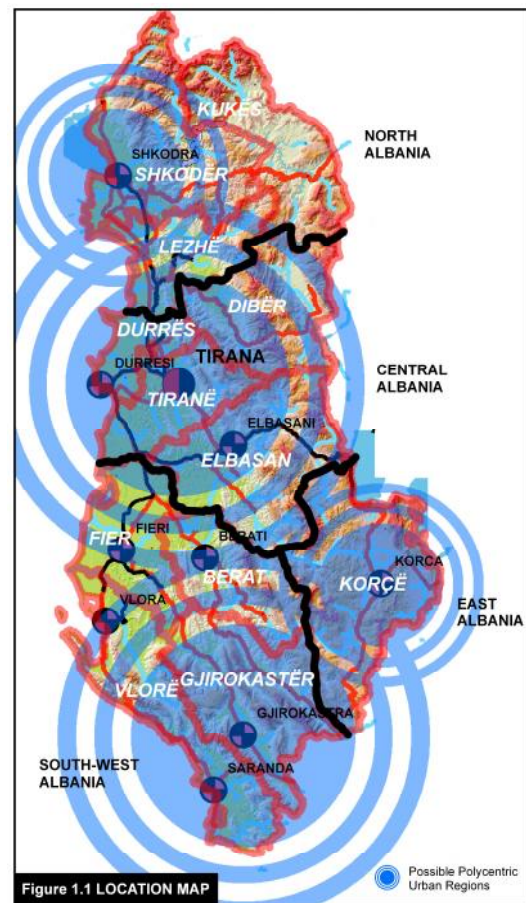 KUKËS
NORTH
ALBANIA
SHKODRA
SHKODËR
LEZHË
DIBËR
DURRËS
TIRANA
DURRESI
CENTRAL
ALBANIA
TIRANË
ELBASANI
ELBASAN
FIERI
FIER
BERATI
BERAT
KORCA
KORÇË
VLORA
EAST
ALBANIA
GJIROKASTËR
VLORË
GJIROKASTRA
SOUTH-WEST
ALBANIA
SARANDA
Possible Polycentric
Urban Regions
Figure 1.1 LOCATION MAP